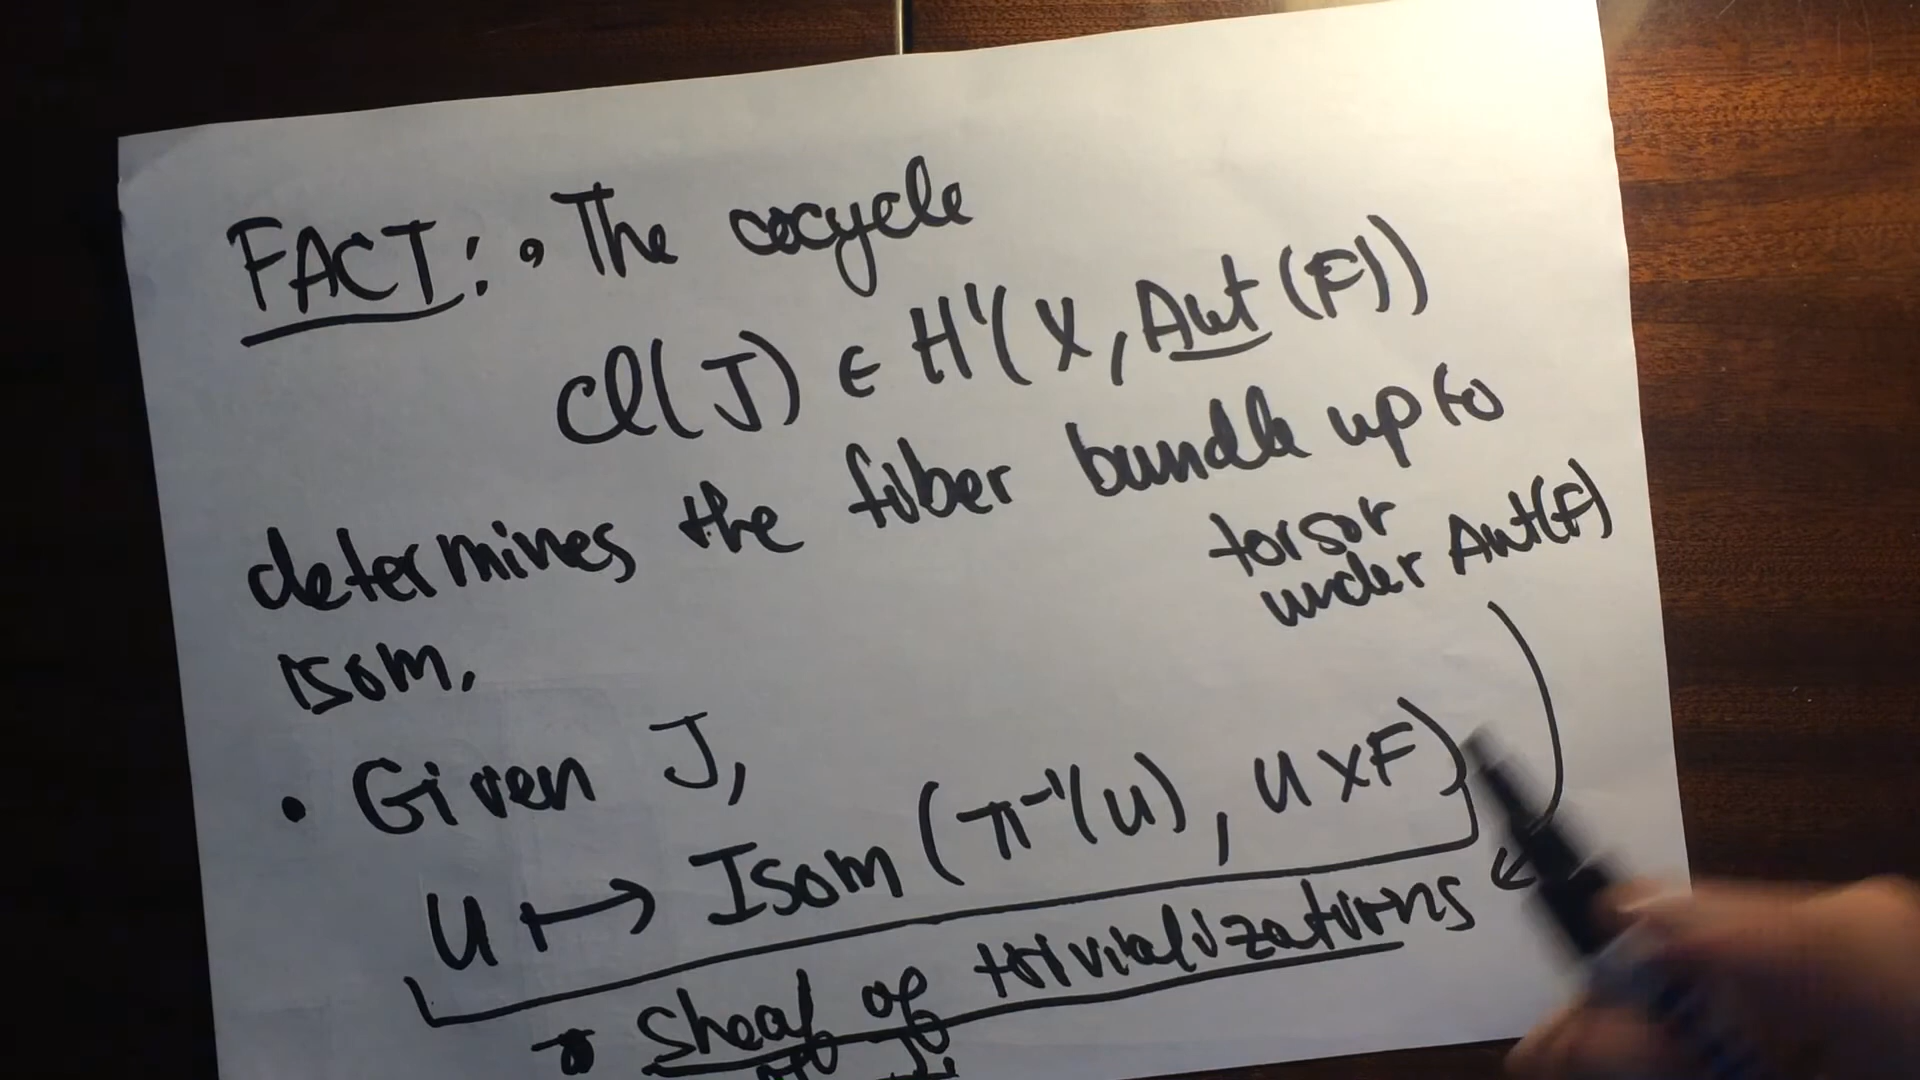 FACT: • The cocycle
cl(J) ∈ H¹(X, Aut(F))
determines the fiber bundle up to
isom.
torsor
under Aut(F)
• Given J,
U ↦ Isom (π⁻¹(U), U×F)
Sheaf of trivializations